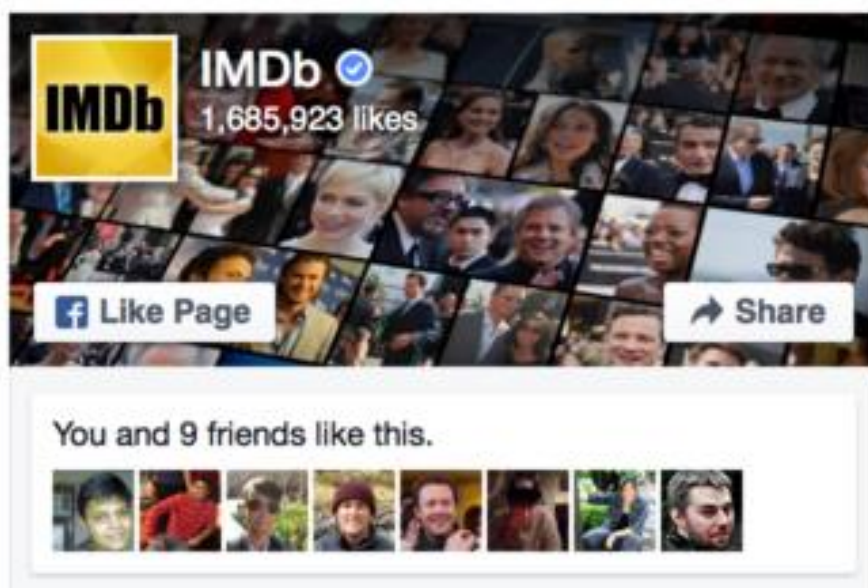 IMDb
IMDb
1,685,923 likes
Like Page
Share
You and 9 friends like this.